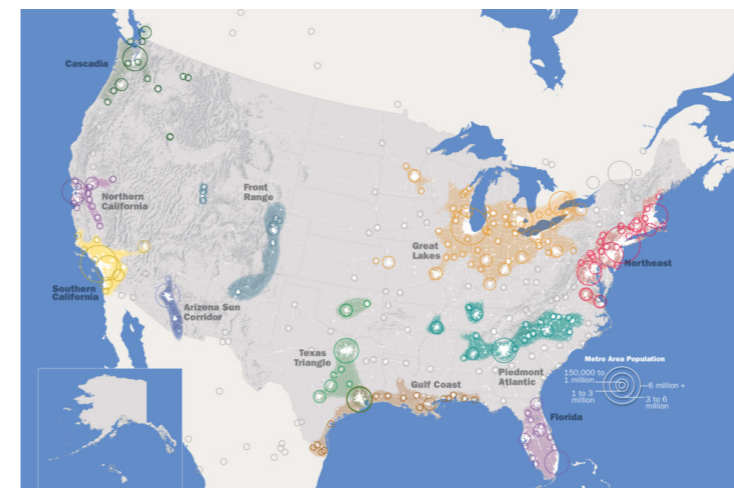 Cascadia
Northern
California
Front
Range
Great
Lakes
Northeast
Southern
California
Arizona Sun
Corridor
Texas
Triangle
Gulf Coast
Piedmont
Atlantic
Florida
Metro Area Population
150,000 to
1 million
1 to 3
million
6 million +
3 to 6
million